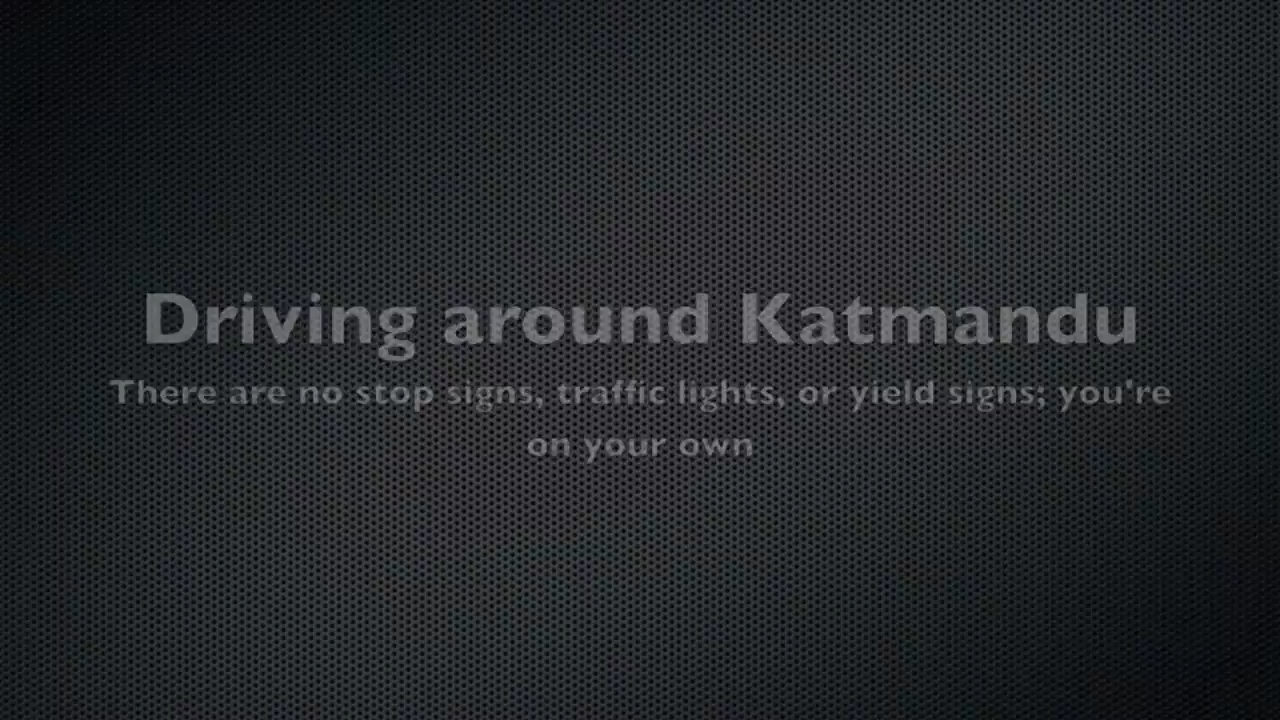 Driving around Katmandu
There are no stop signs, traffic lights, or yield signs; you're
on your own